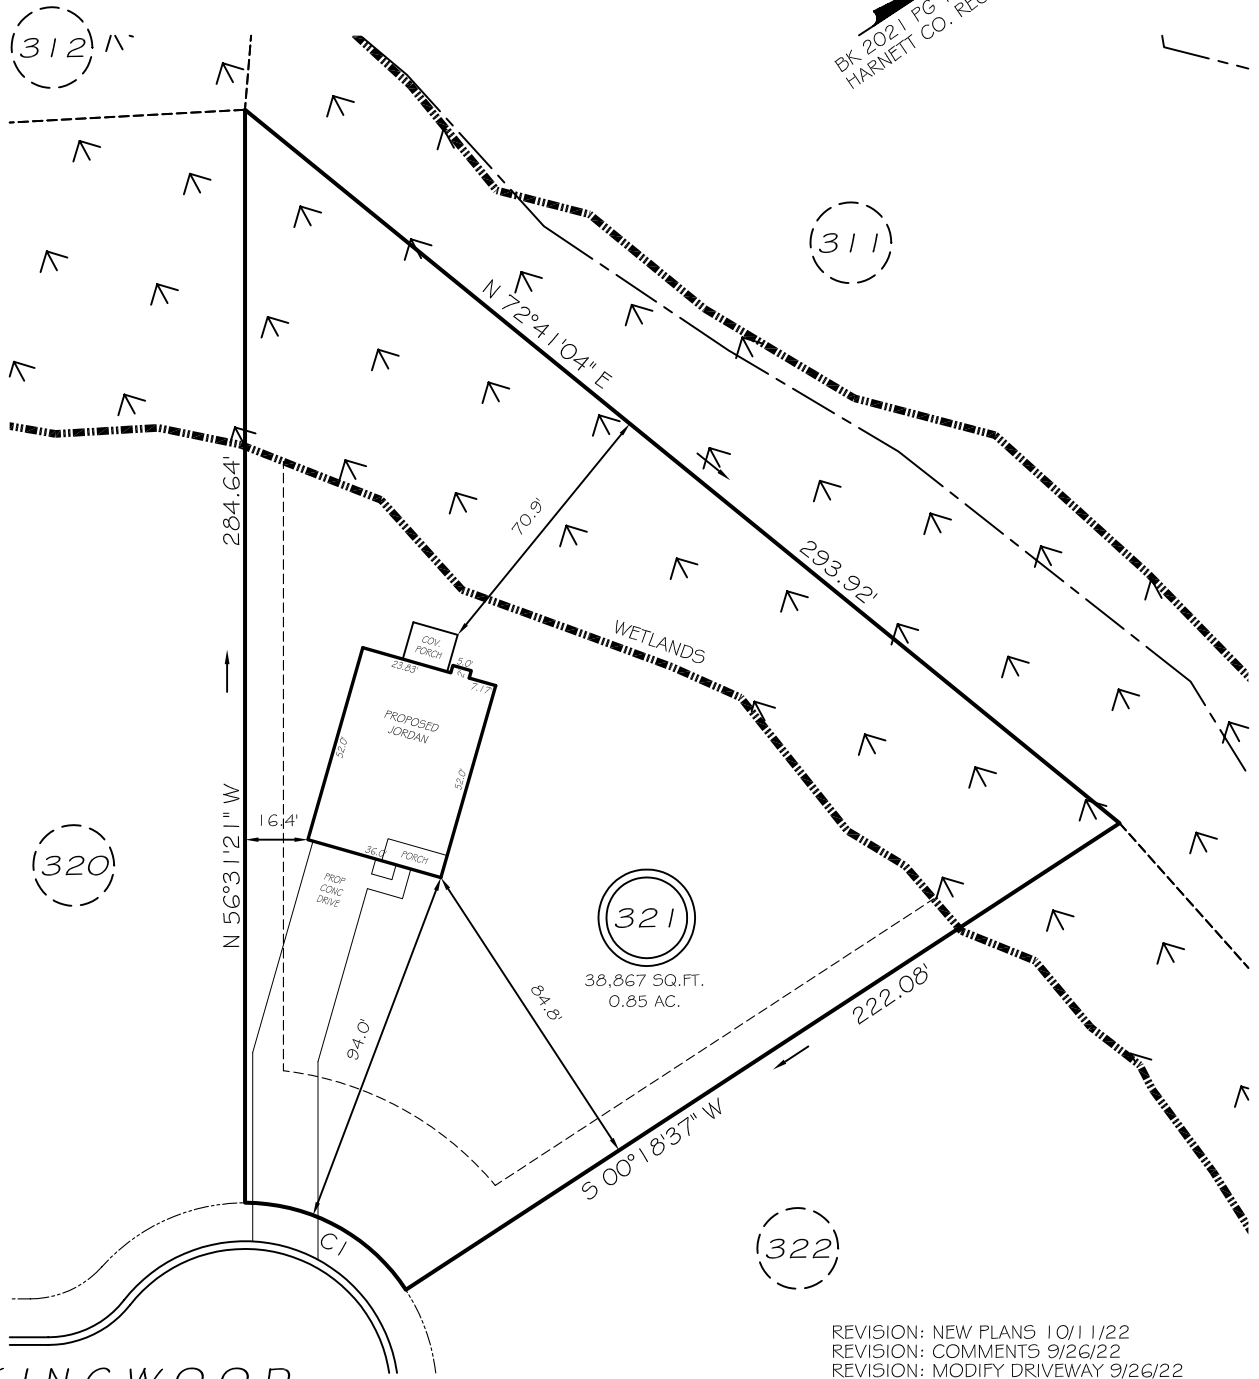 312
BK 2021 PG
HARNETT CO.
311
N 72°41'04" E
284.64'
70.9'
293.92'
WETLANDS
COV.
PORCH
23.83'
5.0'
7.17'
PROPOSED
JORDAN
52.0'
52.0'
16.4'
N 56°31'21" W
36.0'
PORCH
320
PROP
CONC
DRIVE
321
38,867 SQ.FT.
0.85 AC.
84.8'
94.0'
222.08'
S 00°18'37" W
C1
322
REVISION: NEW PLANS 10/11/22
REVISION: COMMENTS 9/26/22
REVISION: MODIFY DRIVEWAY 9/26/22